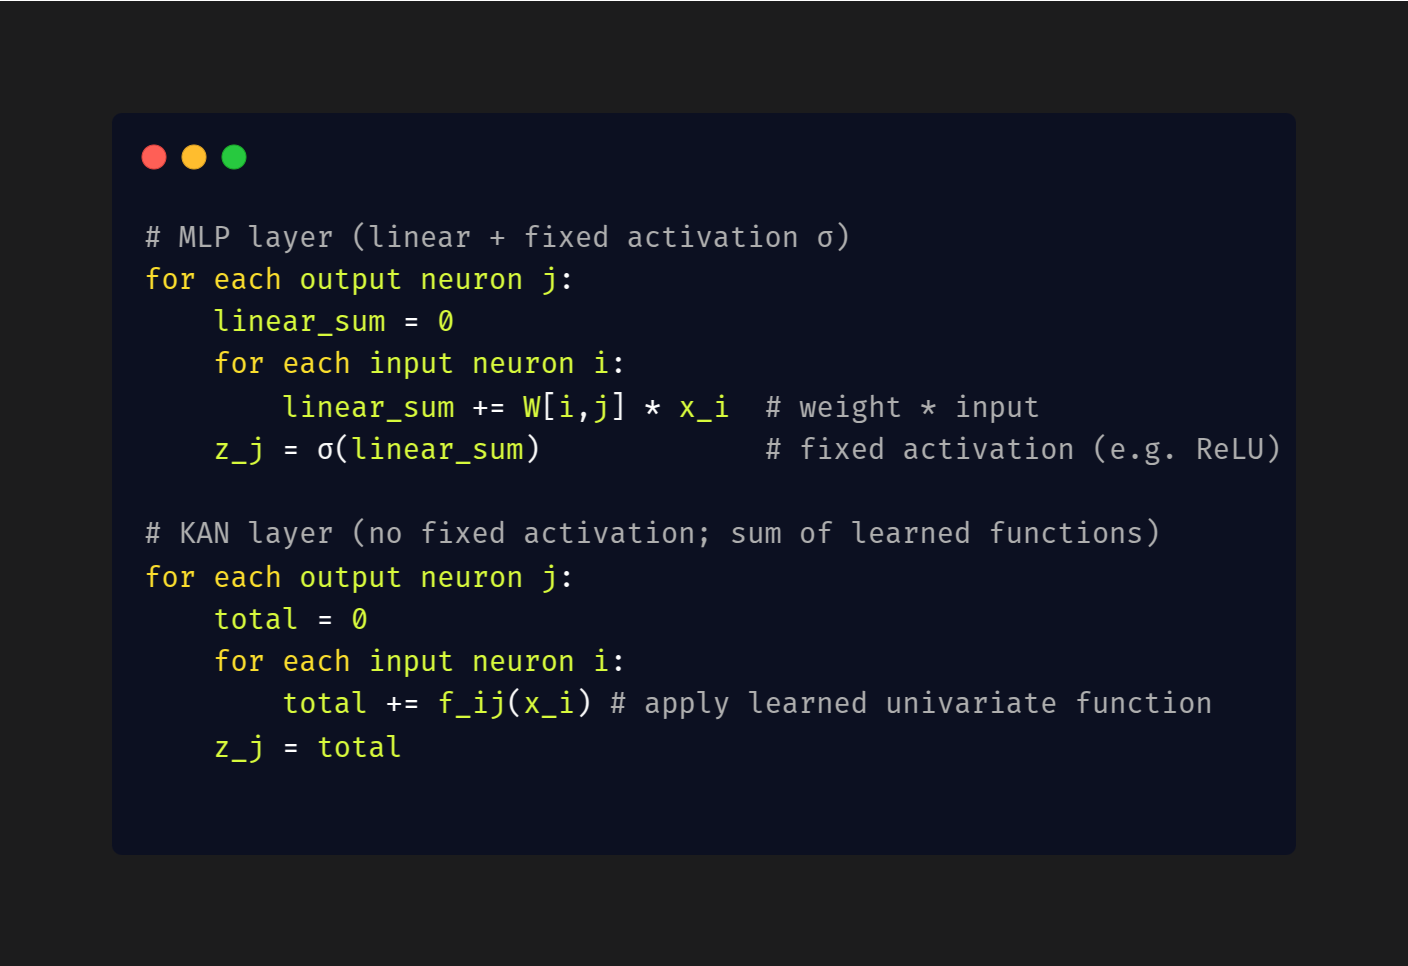 # MLP layer (linear + fixed activation σ)
for each output neuron j:
    linear_sum = 0
    for each input neuron i:
        linear_sum += W[i,j] * x_i  # weight * input
    z_j = σ(linear_sum)             # fixed activation (e.g. ReLU)

# KAN layer (no fixed activation; sum of learned functions)
for each output neuron j:
    total = 0
    for each input neuron i:
        total += f_ij(x_i) # apply learned univariate function
    z_j = total